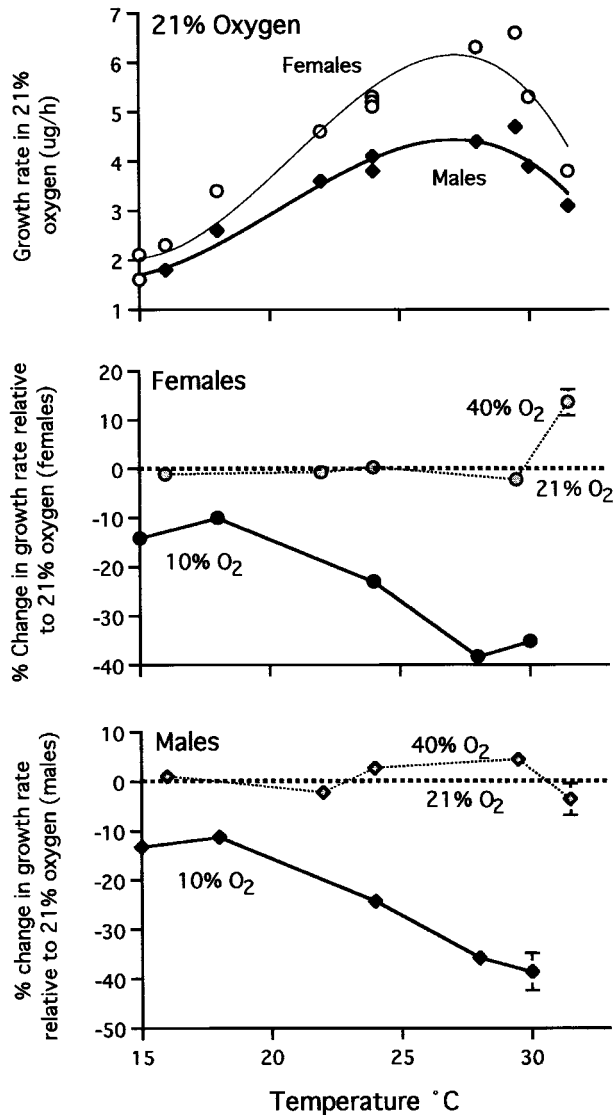 21% Oxygen
Growth rate in 21%
oxygen (ug/h)
7
6
5
4
3
2
1
Females
Males
Females
% Change in growth rate relative
to 21% oxygen (females)
20
10
0
-10
-20
-30
-40
40% O2
21% O2
10% O2
Males
% change in growth rate
relative to 21% oxygen (males)
10
0
-10
-20
-30
-40
-50
40% O2
21% O2
10% O2
15
20
25
30
Temperature °C